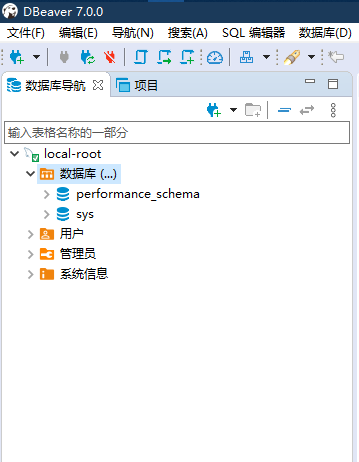 DBeaver 7.0.0
文件(F) 编辑(E) 导航(N) 搜索(A) SQL 编辑器 数据库(D)
数据库导航 项目
输入表格名称的一部分
local-root
数据库 (...)
performance_schema
sys
用户
管理员
系统信息